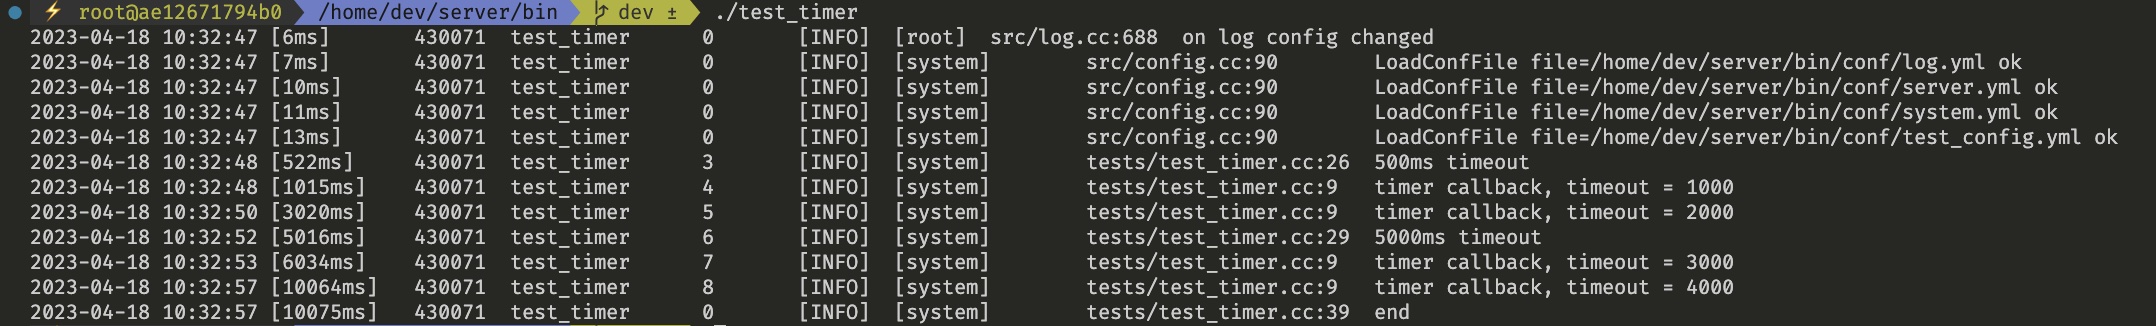 ⚡ root@ae12671794b0 /home/dev/server/bin dev ± ./test_timer
2023-04-18 10:32:47 [6ms] 430071 test_timer 0 [INFO] [root] src/log.cc:688 on log config changed
2023-04-18 10:32:47 [7ms] 430071 test_timer 0 [INFO] [system] src/config.cc:90 LoadConfFile file=/home/dev/server/bin/conf/log.yml ok
2023-04-18 10:32:47 [10ms] 430071 test_timer 0 [INFO] [system] src/config.cc:90 LoadConfFile file=/home/dev/server/bin/conf/server.yml ok
2023-04-18 10:32:47 [11ms] 430071 test_timer 0 [INFO] [system] src/config.cc:90 LoadConfFile file=/home/dev/server/bin/conf/system.yml ok
2023-04-18 10:32:47 [13ms] 430071 test_timer 0 [INFO] [system] src/config.cc:90 LoadConfFile file=/home/dev/server/bin/conf/test_config.yml ok
2023-04-18 10:32:48 [522ms] 430071 test_timer 3 [INFO] [system] tests/test_timer.cc:26 500ms timeout
2023-04-18 10:32:48 [1015ms] 430071 test_timer 4 [INFO] [system] tests/test_timer.cc:9 timer callback, timeout = 1000
2023-04-18 10:32:50 [3020ms] 430071 test_timer 5 [INFO] [system] tests/test_timer.cc:9 timer callback, timeout = 2000
2023-04-18 10:32:52 [5016ms] 430071 test_timer 6 [INFO] [system] tests/test_timer.cc:29 5000ms timeout
2023-04-18 10:32:53 [6034ms] 430071 test_timer 7 [INFO] [system] tests/test_timer.cc:9 timer callback, timeout = 3000
2023-04-18 10:32:57 [10064ms] 430071 test_timer 8 [INFO] [system] tests/test_timer.cc:9 timer callback, timeout = 4000
2023-04-18 10:32:57 [10075ms] 430071 test_timer 0 [INFO] [system] tests/test_timer.cc:39 end